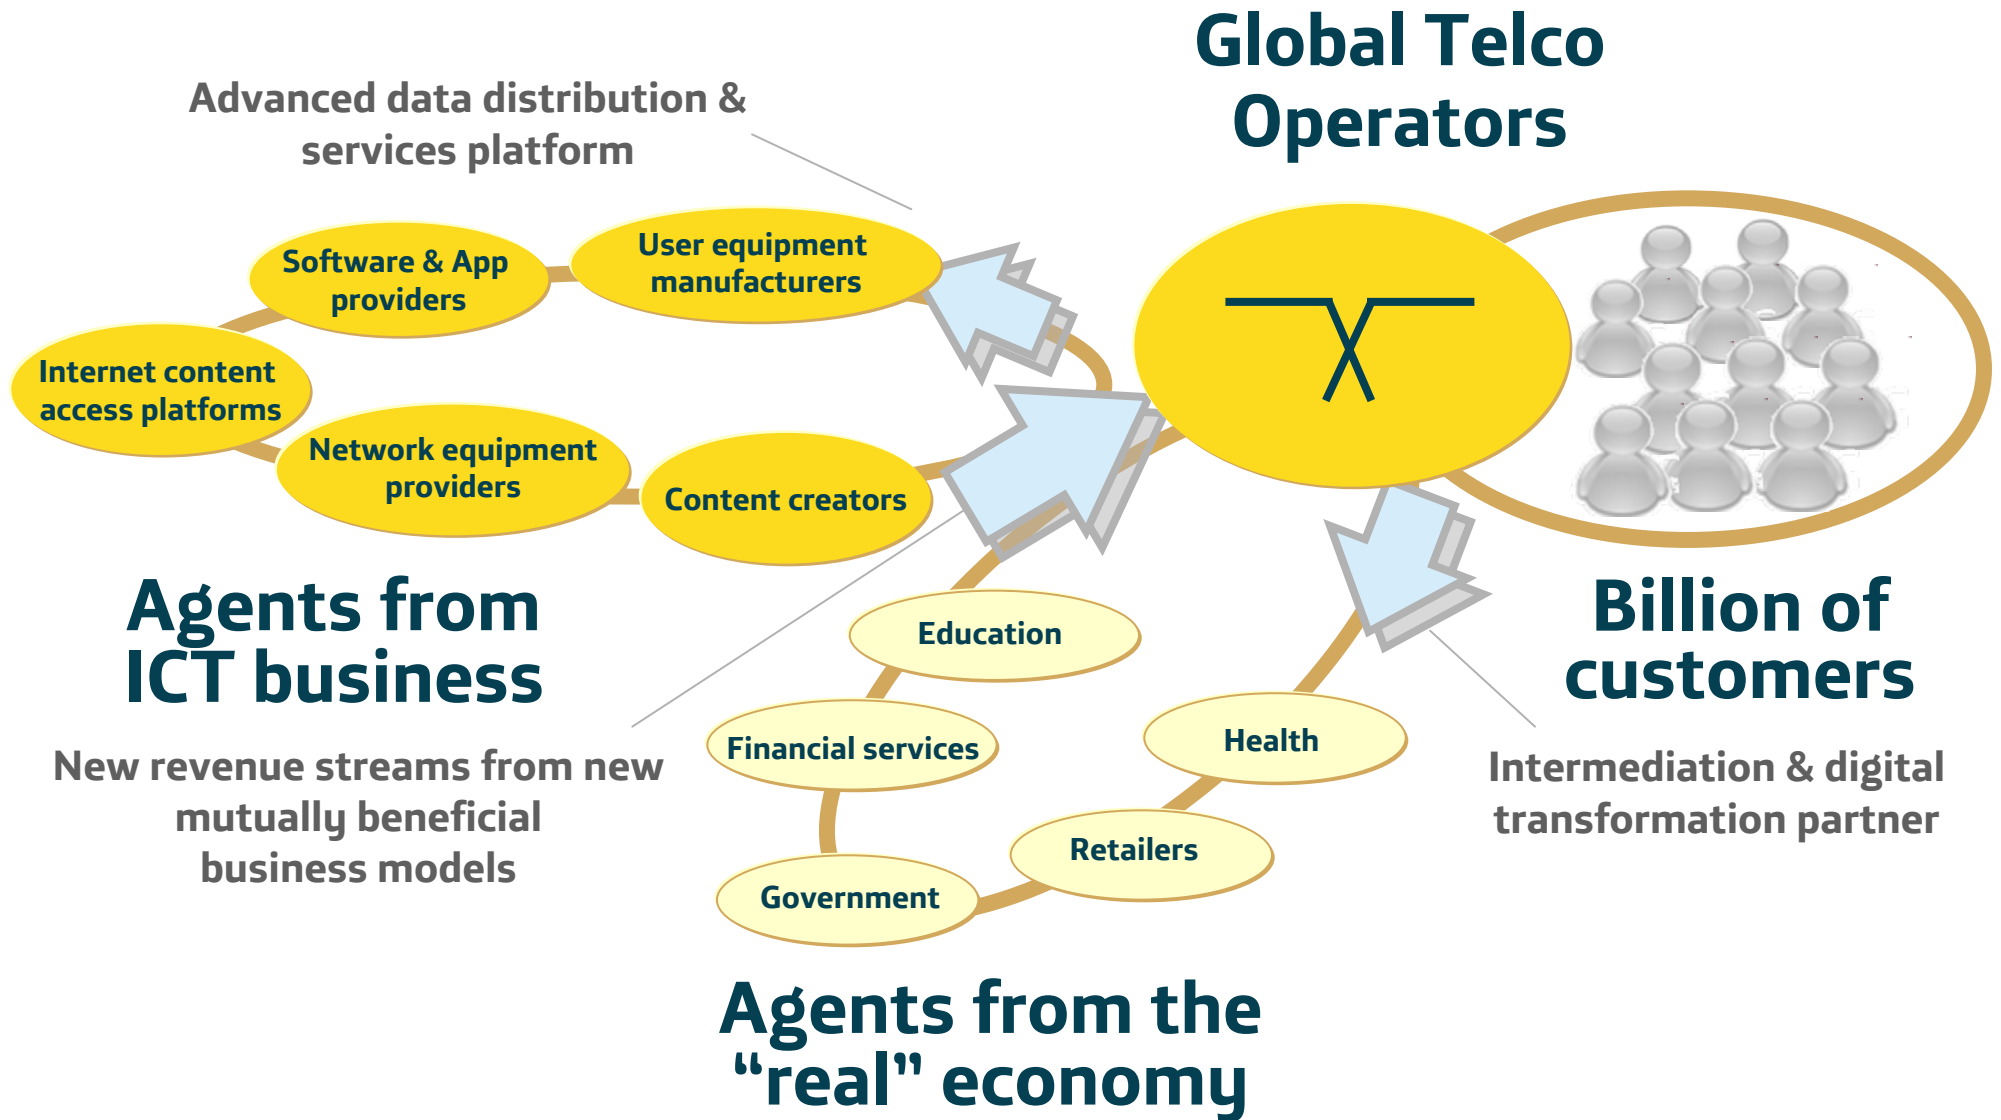 Global Telco
Operators
Advanced data distribution &
services platform
Software & App
providers
User equipment
manufacturers
Internet content
access platforms
Network equipment
providers
Content creators
Agents from
ICT business
Billion of
customers
Education
Financial services
Health
New revenue streams from new
mutually beneficial
business models
Intermediation & digital
transformation partner
Retailers
Government
Agents from the
“real” economy